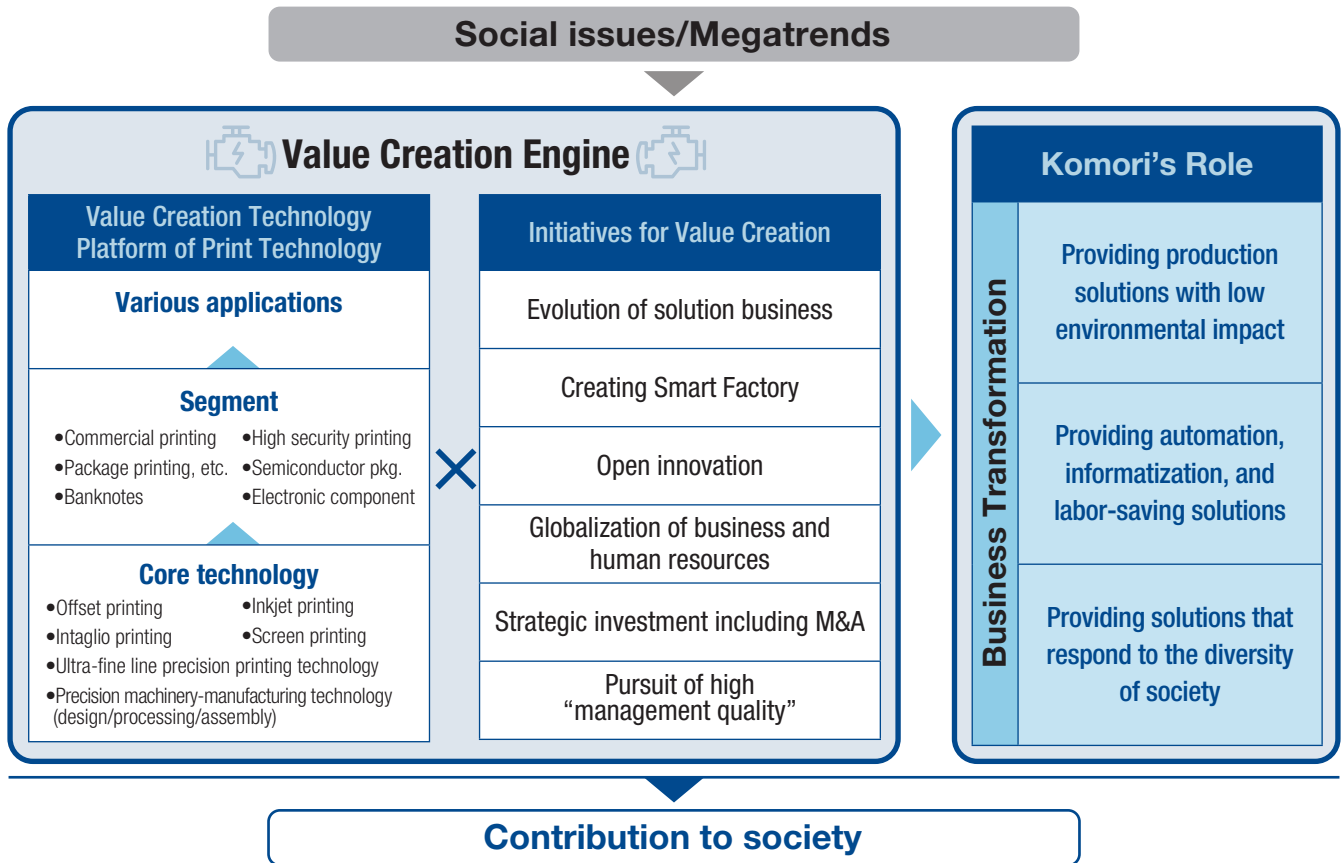 Social issues/Megatrends
Value Creation Engine
Value Creation Technology
Platform of Print Technology
Various applications
Segment
•Commercial printing
•High security printing
•Package printing, etc.
•Semiconductor pkg.
•Banknotes
•Electronic component
Core technology
•Offset printing
•Inkjet printing
•Intaglio printing
•Screen printing
•Ultra-fine line precision printing technology
•Precision machinery-manufacturing technology
(design/processing/assembly)
×
Initiatives for Value Creation
Evolution of solution business
Creating Smart Factory
Open innovation
Globalization of business and
human resources
Strategic investment including M&A
Pursuit of high
“management quality”
Komori’s Role
Business Transformation
Providing production
solutions with low
environmental impact
Providing automation,
informatization, and
labor-saving solutions
Providing solutions that
respond to the diversity
of society
Contribution to society